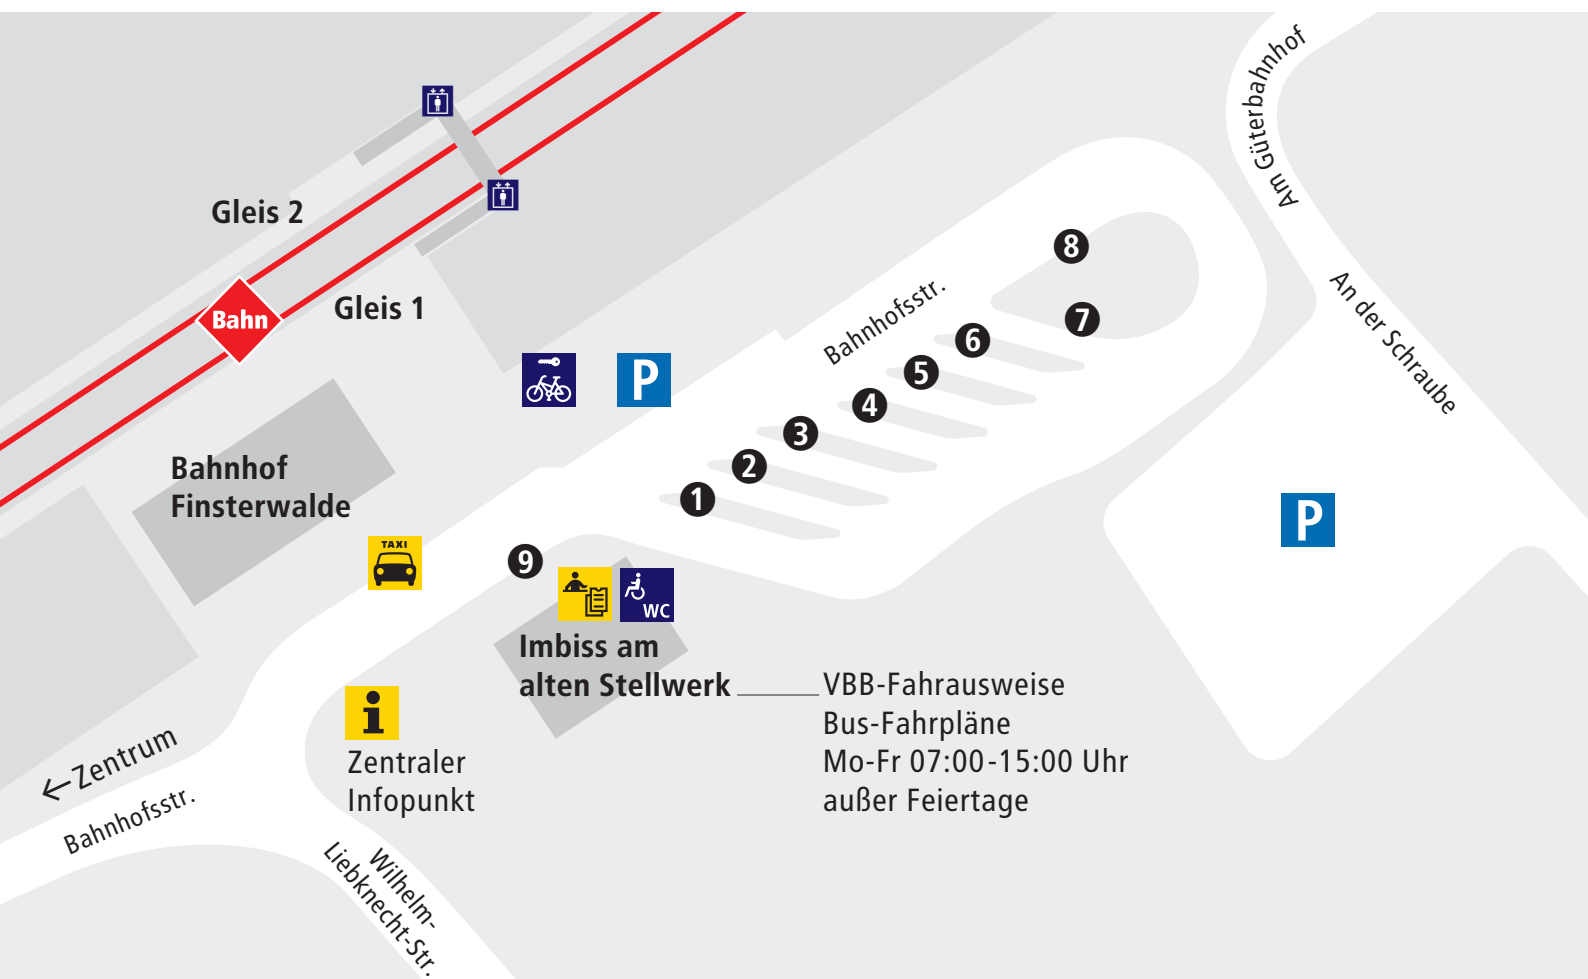 Am Güterbahnhof
Gleis 2
8
An der Schraube
Bahn
Gleis 1
Bahnhofsstr.
7
6
P
5
4
3
Bahnhof
Finsterwalde
2
1
P
TAXI
9
WC
Imbiss am
alten Stellwerk
VBB-Fahrausweise
Bus-Fahrpläne
Mo-Fr 07:00-15:00 Uhr
außer Feiertage
i
Zentraler
Infopunkt
←Zentrum
Bahnhofsstr.
Wilhelm-
Liebknecht-Str.